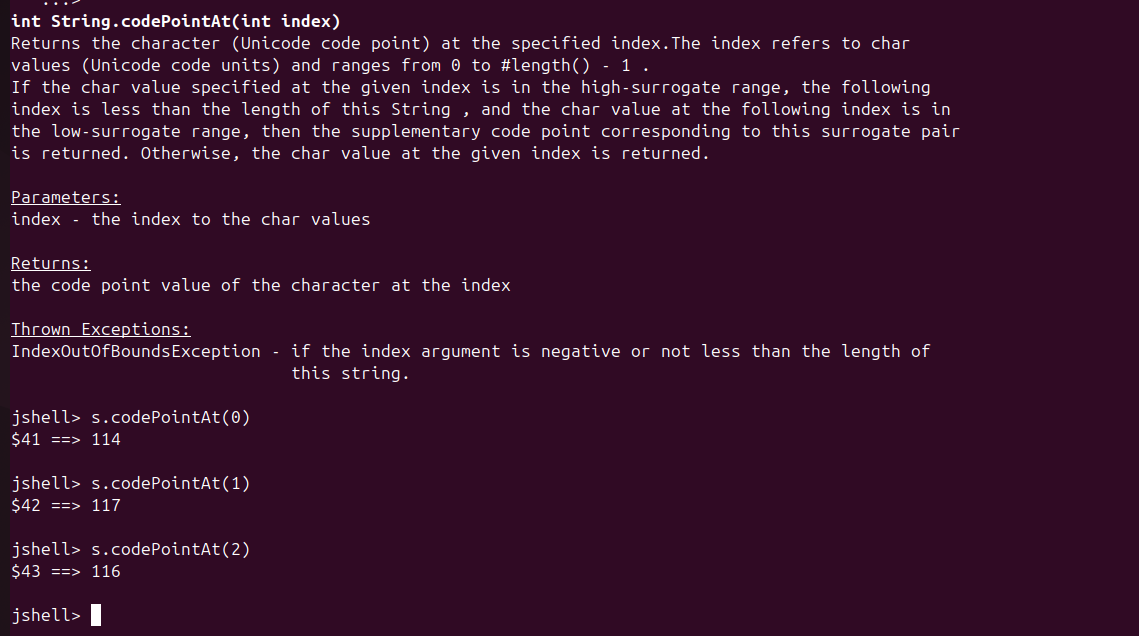 ...>
int String.codePointAt(int index)
Returns the character (Unicode code point) at the specified index.The index refers to char
values (Unicode code units) and ranges from 0 to #length() - 1 .
If the char value specified at the given index is in the high-surrogate range, the following
index is less than the length of this String , and the char value at the following index is in
the low-surrogate range, then the supplementary code point corresponding to this surrogate pair
is returned. Otherwise, the char value at the given index is returned.
Parameters:
index - the index to the char values
Returns:
the code point value of the character at the index
Thrown Exceptions:
IndexOutOfBoundsException - if the index argument is negative or not less than the length of
this string.
jshell> s.codePointAt(0)
$41 ==> 114
jshell> s.codePointAt(1)
$42 ==> 117
jshell> s.codePointAt(2)
$43 ==> 116
jshell>